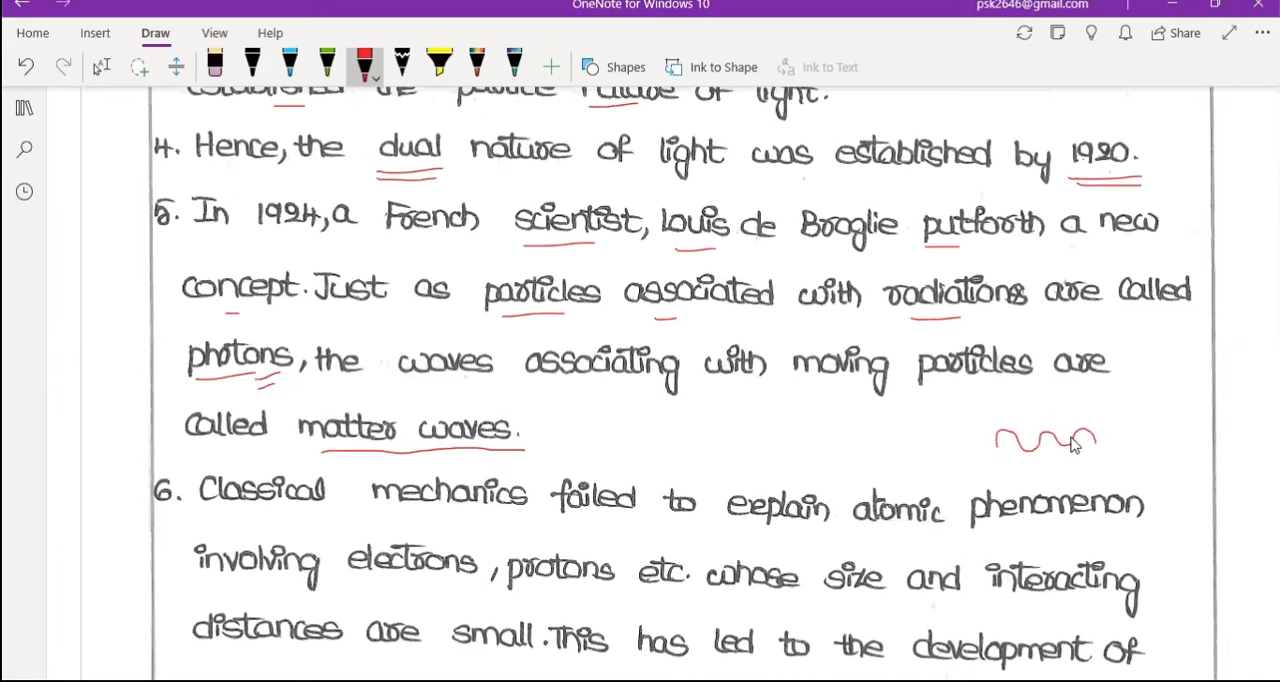 OneNote for Windows 10
psk2646@gmail.com
Home Insert Draw View Help
Share
Shapes Ink to Shape Ink to Text
nature of light.
4. Hence, the dual nature of light was established by 1920.
5. In 1924, a French scientist, louis de Broglie putforth a new
concept. Just as particles associated with radiations are called
photons, the waves associating with moving particles are
called matter waves.
6. Classical mechanics failed to explain atomic phenomenon
involving electrons, protons etc. whose size and interacting
distances are small. This has led to the development of